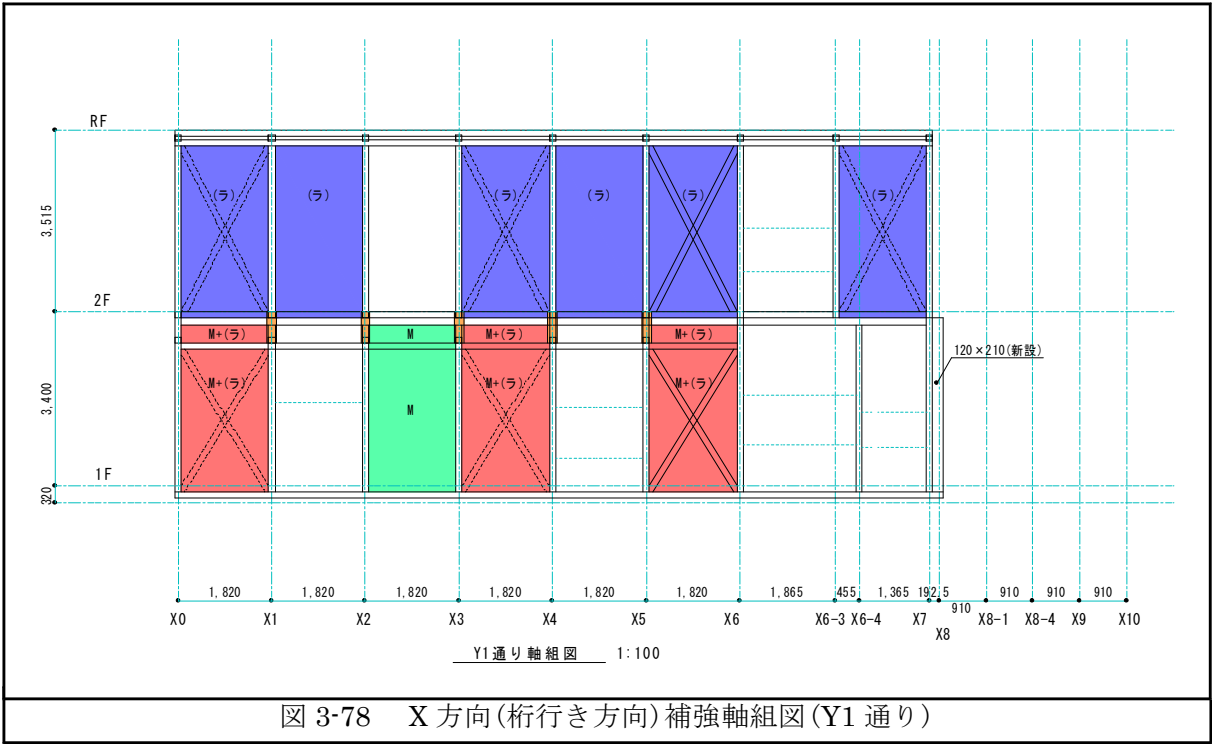 RF
(ラ) (ラ) (ラ) (ラ) (ラ) (ラ)
3,515
2F
M+(ラ) M M+(ラ) M+(ラ)
120×210(新設)
M+(ラ) M M+(ラ) M+(ラ)
3,400
1F
320
1,820 1,820 1,820 1,820 1,820 1,820 1,865 455 1,365 192.5 910 910 910 910
X0 X1 X2 X3 X4 X5 X6 X6-3 X6-4 X7 X8 X8-1 X8-4 X9 X10
Y1通り軸組図 1:100
図 3-78 X 方向(桁行き方向)補強軸組図(Y1 通り)